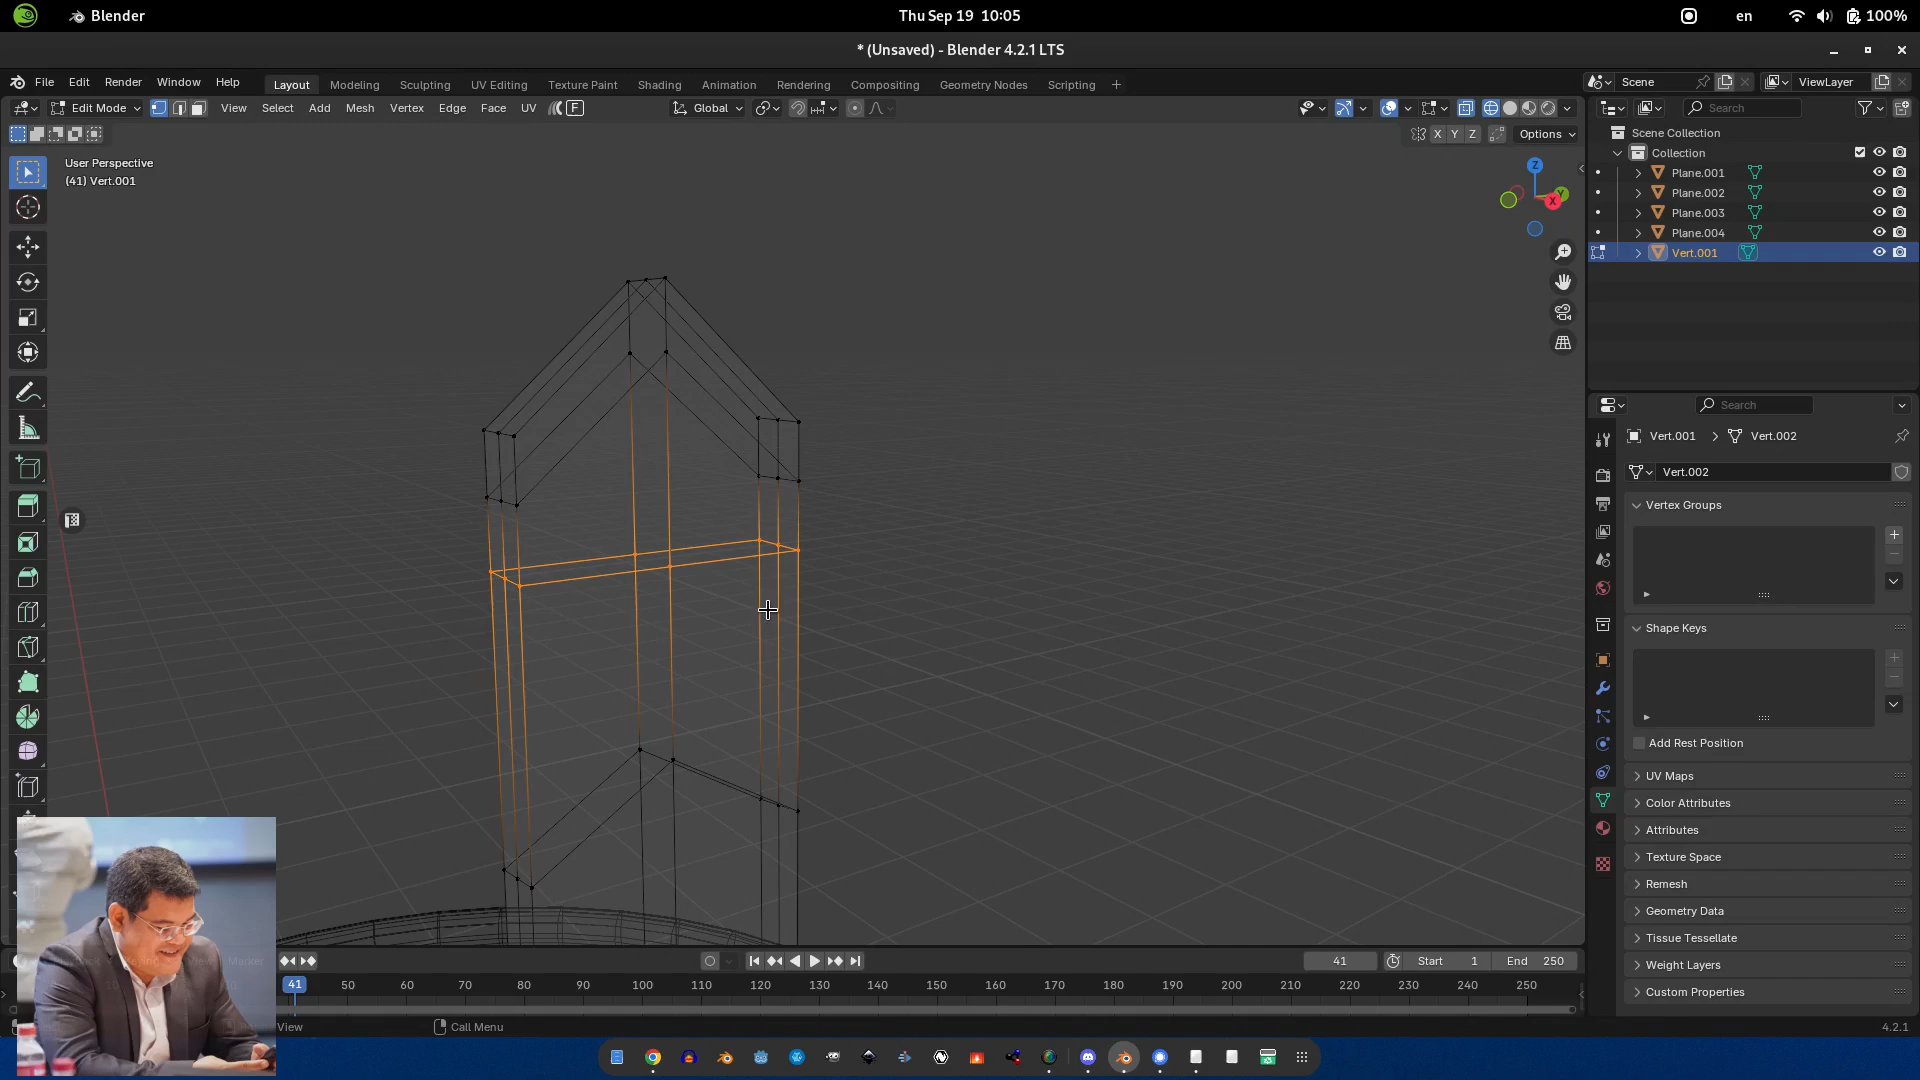 Blender
Thu Sep 19 10:05
en
100%
* (Unsaved) - Blender 4.2.1 LTS
File Edit Render Window Help
Layout Modeling Sculpting UV Editing Texture Paint Shading Animation Rendering Compositing Geometry Nodes Scripting
Scene
ViewLayer
Edit Mode
View Select Add Mesh Vertex Edge Face UV
F
Global
Search
X Y Z
Options
User Perspective
(41) Vert.001
Z
Y
X
Scene Collection
Collection
Plane.001
Plane.002
Plane.003
Plane.004
Vert.001
Search
Vert.001 > Vert.002
Vert.002
Vertex Groups
Shape Keys
Add Rest Position
UV Maps
Color Attributes
Attributes
Texture Space
Remesh
Geometry Data
Tissue Tessellate
Weight Layers
Custom Properties
View
Marker
41
Start 1
End 250
41 50 60 70 80 90 100 110 120 130 140 150 160 170 180 190 200 210 220 230 240 250
View
Call Menu
4.2.1